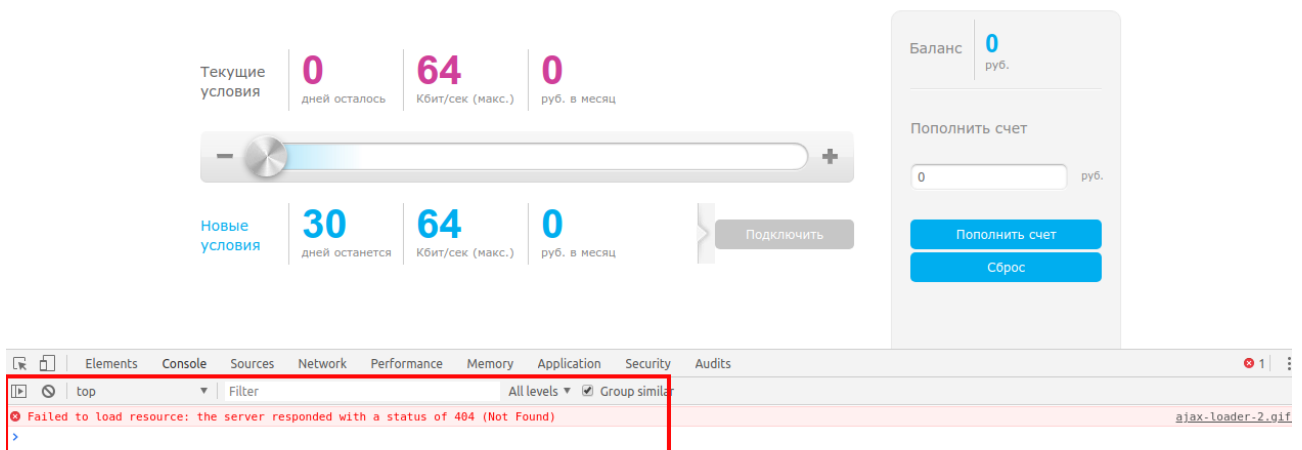 Текущие
условия
0
дней осталось
64
Кбит/сек (макс.)
0
руб. в месяц
Новые
условия
30
дней останется
64
Кбит/сек (макс.)
0
руб. в месяц
Подключить
Баланс
0
руб.
Пополнить счет
0
руб.
Пополнить счет
Сброс
Elements Console Sources Network Performance Memory Application Security Audits 1
top Filter All levels Group similar
Failed to load resource: the server responded with a status of 404 (Not Found) ajax-loader-2.gif